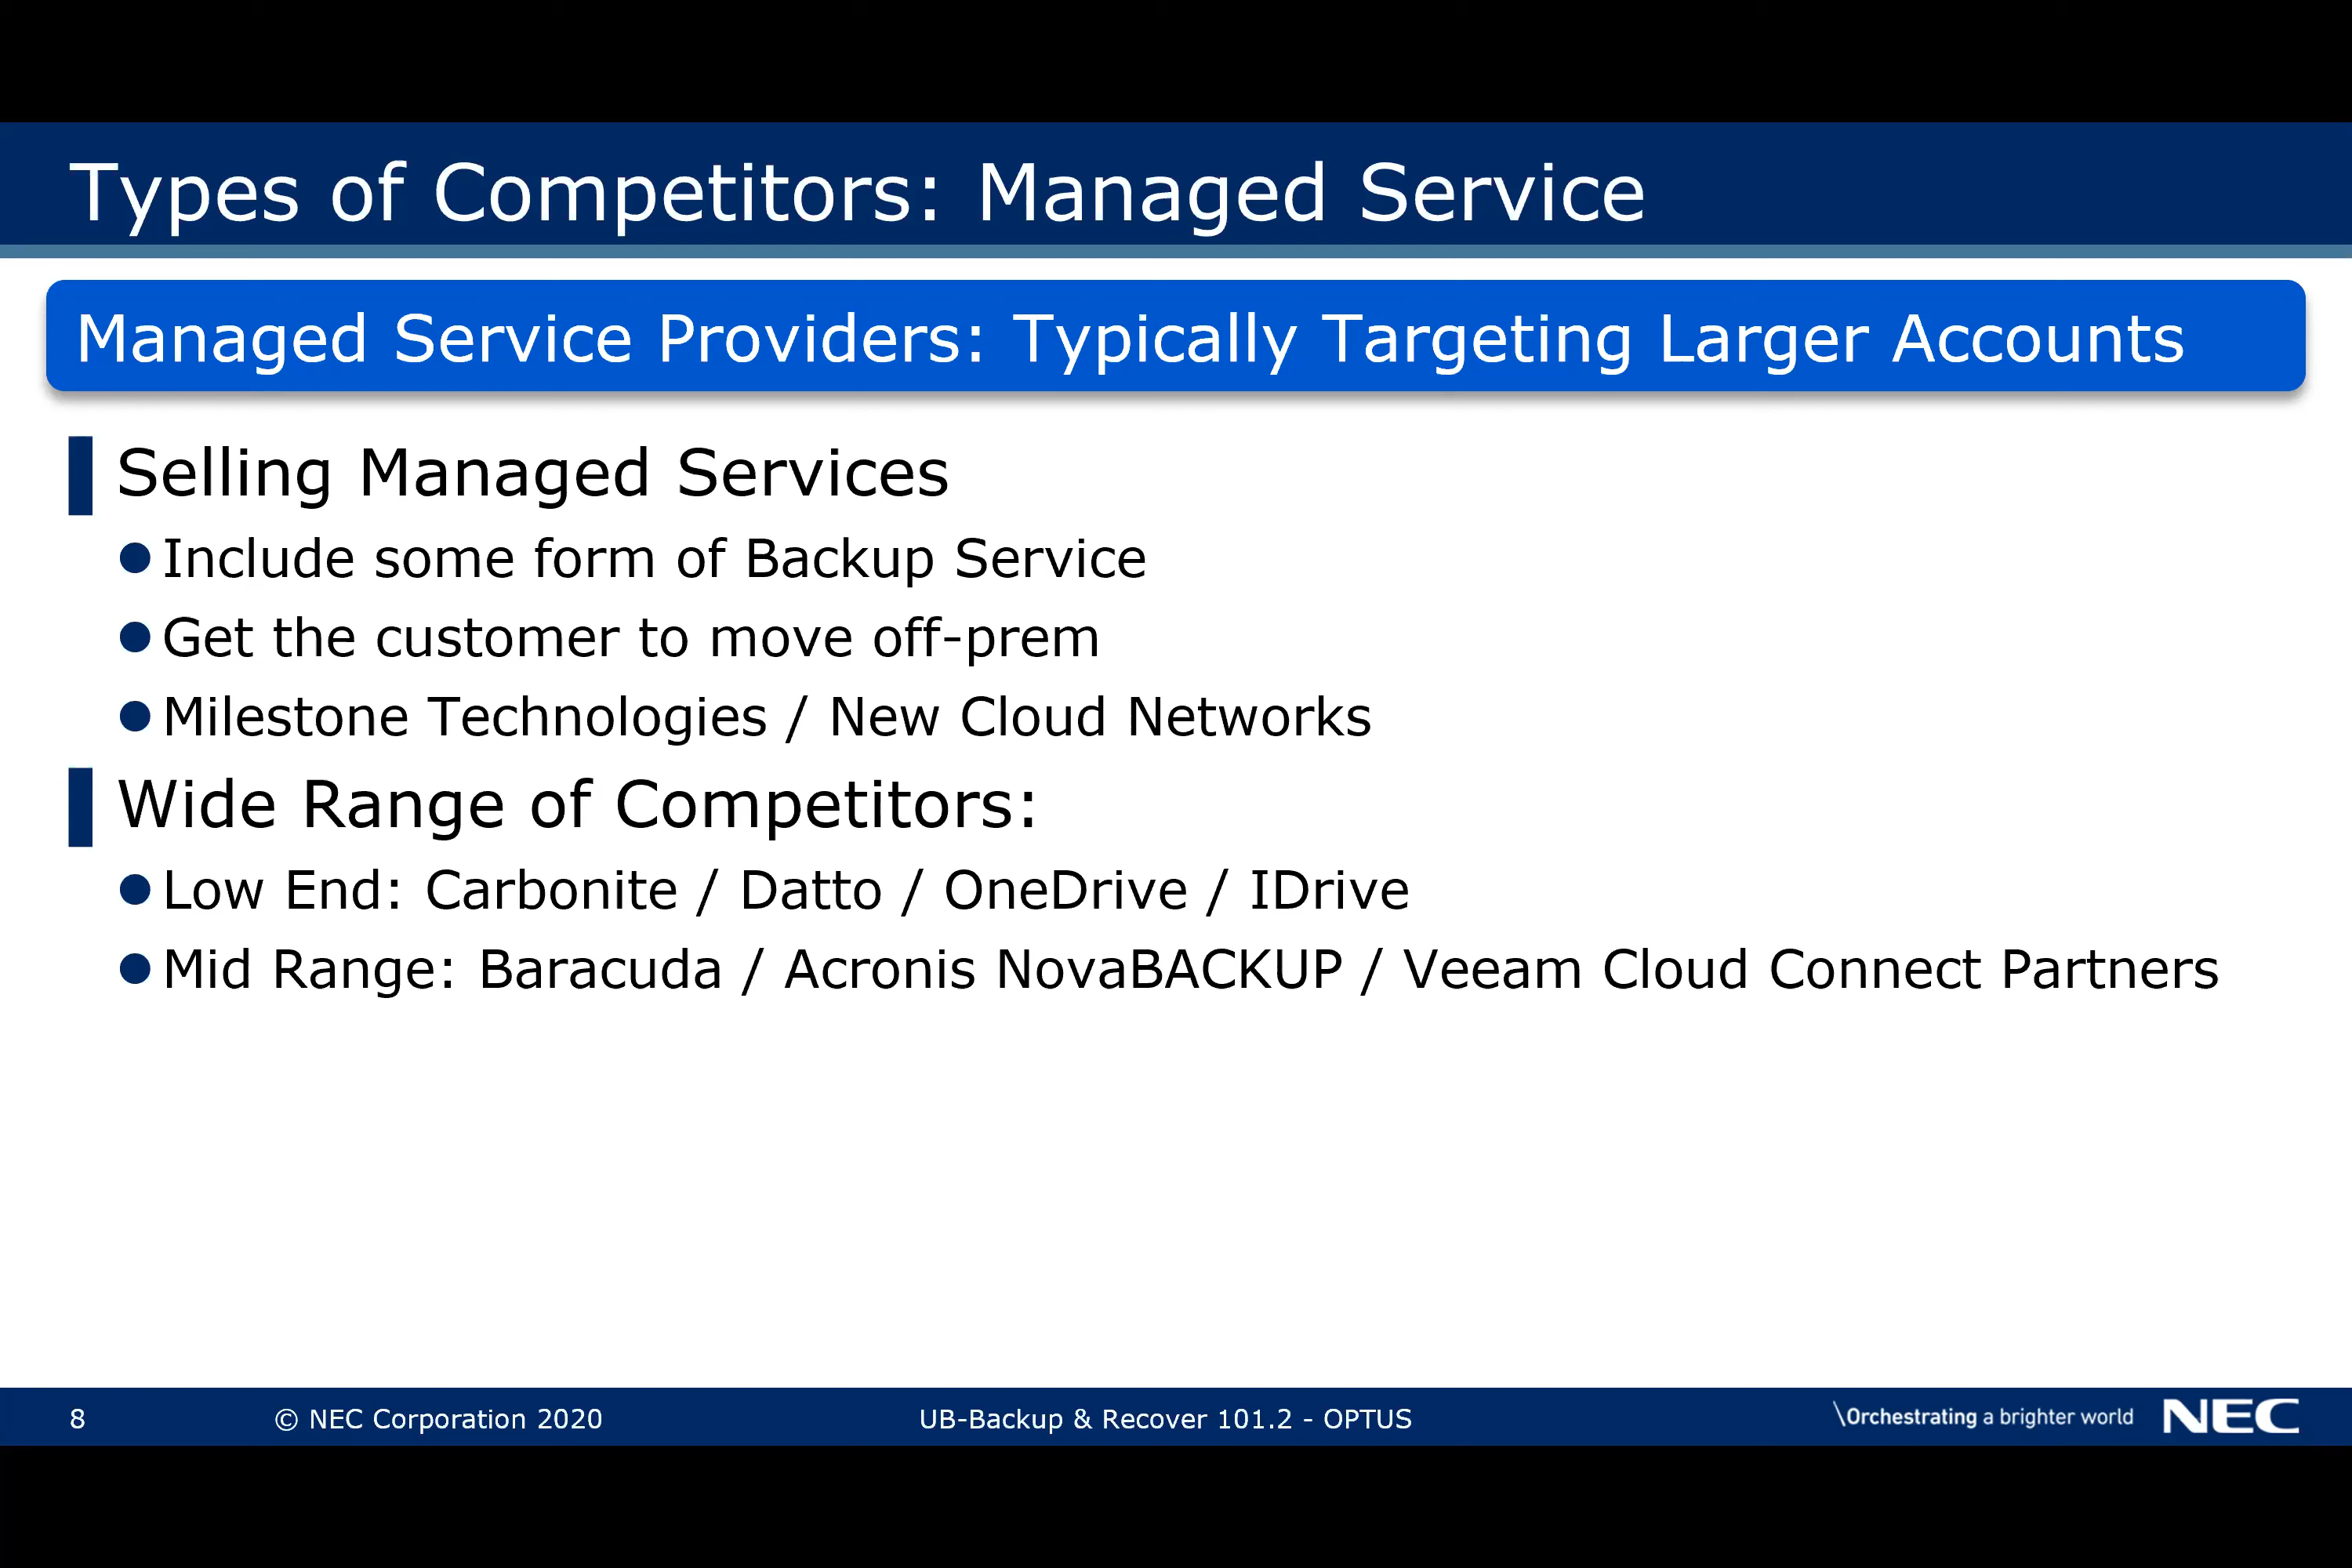 Types of Competitors: Managed Service
Managed Service Providers: Typically Targeting Larger Accounts
Selling Managed Services
Include some form of Backup Service
Get the customer to move off-prem
Milestone Technologies / New Cloud Networks
Wide Range of Competitors:
Low End: Carbonite / Datto / OneDrive / IDrive
Mid Range: Baracuda / Acronis NovaBACKUP / Veeam Cloud Connect Partners
8 © NEC Corporation 2020 UB-Backup & Recover 101.2 - OPTUS \Orchestrating a brighter world NEC